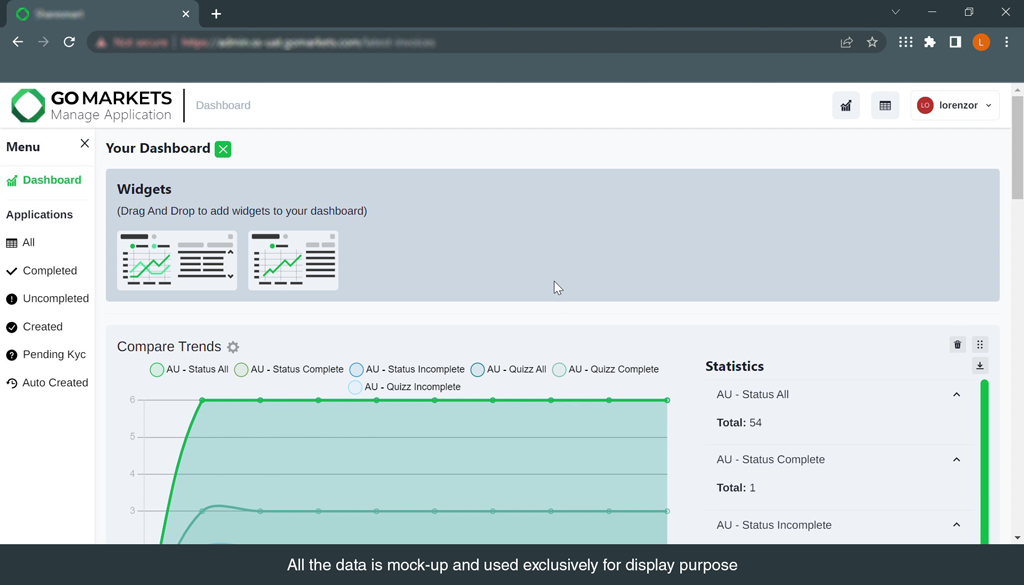 GO MARKETS
Manage Application
Dashboard
LO
lorenzor
L
Menu
Dashboard
Applications
All
Completed
Uncompleted
Created
Pending Kyc
Auto Created
Your Dashboard
Widgets
(Drag And Drop to add widgets to your dashboard)
Compare Trends
AU - Status All
AU - Status Complete
AU - Status Incomplete
AU - Quizz All
AU - Quizz Complete
AU - Quizz Incomplete
6
5
4
3
Statistics
AU - Status All
Total: 54
AU - Status Complete
Total: 1
AU - Status Incomplete
All the data is mock-up and used exclusively for display purpose